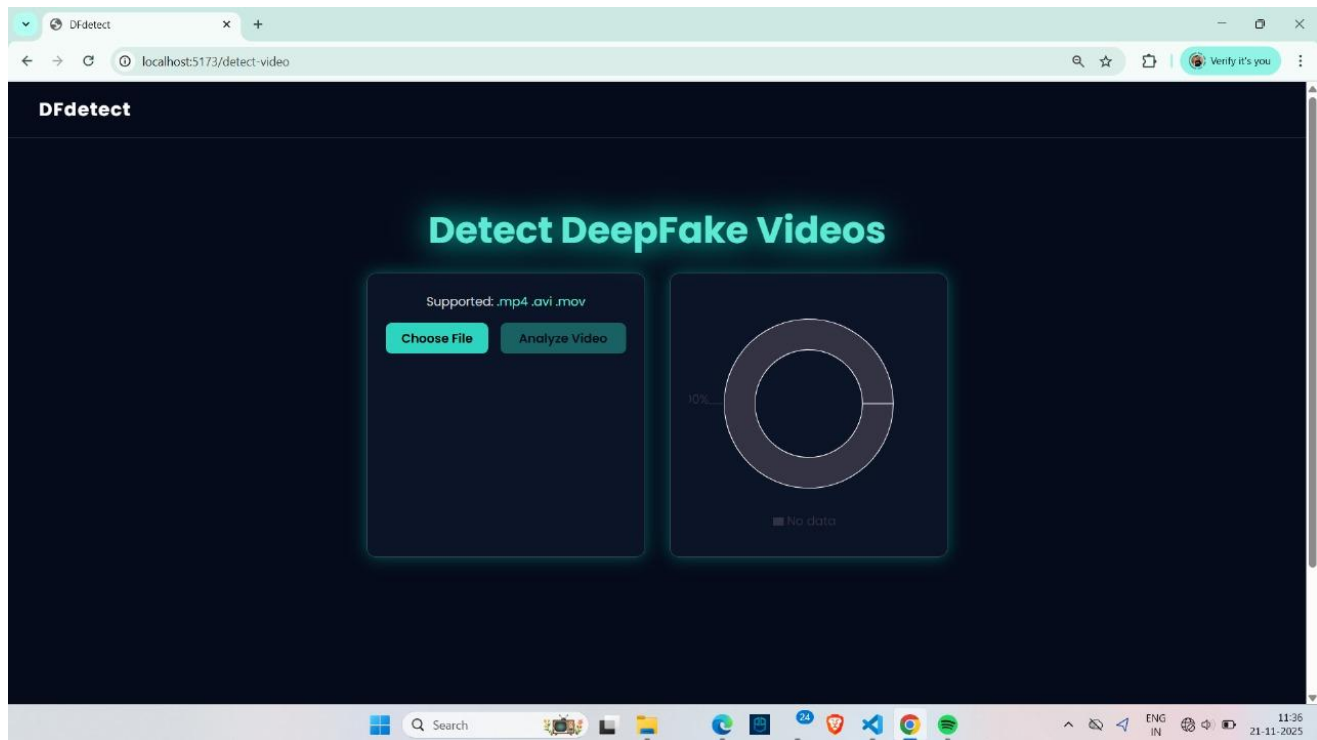 DFdetect
localhost:5173/detect-video
Verify it's you
DFdetect
Detect DeepFake Videos
Supported: .mp4 .avi .mov
Choose File Analyze Video
No data
Search
24
ENG
IN
11:36
21-11-2025